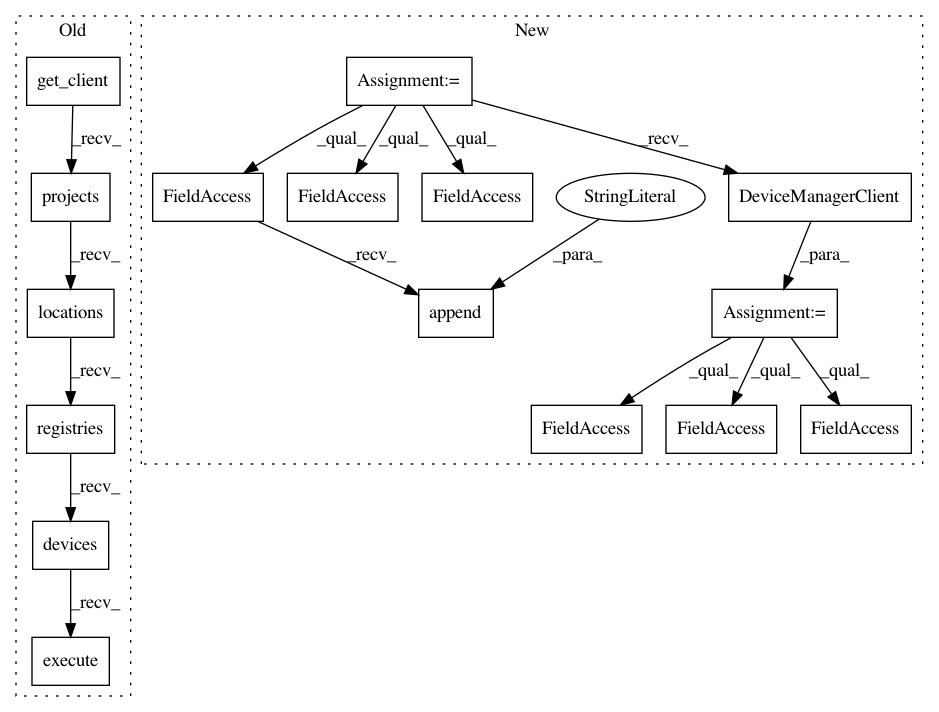 Old
New
get_client
Assignment:=
_recv_
_qual_
_qual_
_qual_
_recv_
projects
FieldAccess
FieldAccess
FieldAccess
StringLiteral
DeviceManagerClient
_recv_
_recv_
_para_
_para_
locations
append
Assignment:=
_recv_
_qual_
_qual_
_qual_
registries
FieldAccess
FieldAccess
FieldAccess
_recv_
devices
_recv_
execute